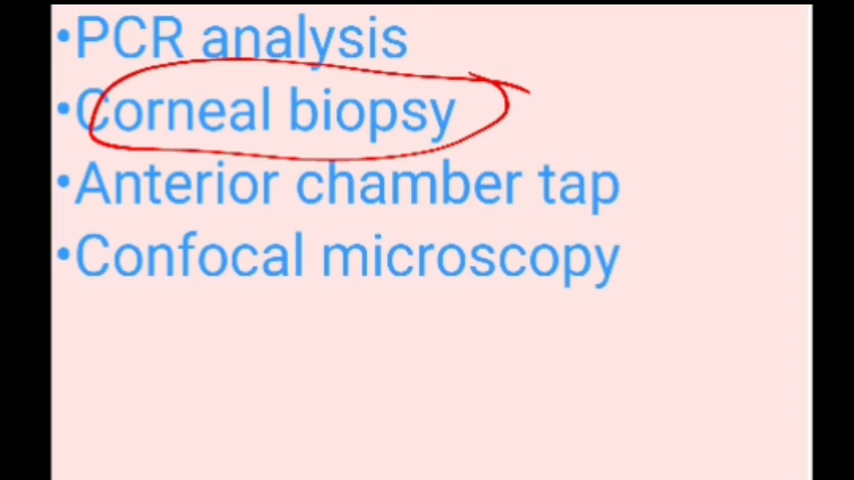 •PCR analysis
•Corneal biopsy
•Anterior chamber tap
•Confocal microscopy